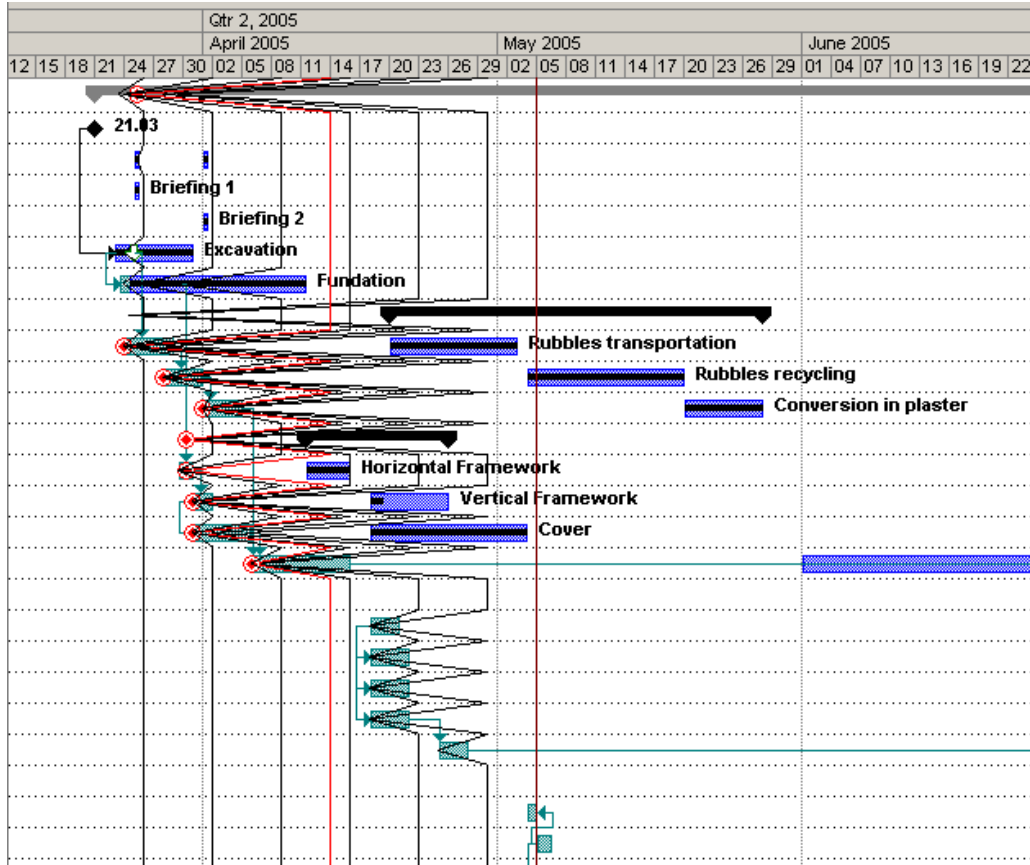 Qtr 2, 2005
April 2005 May 2005 June 2005
12 15 18 21 24 27 30 02 05 08 11 14 17 20 23 26 29 02 05 08 11 14 17 20 23 26 29 01 04 07 10 13 16 19 22
21.03
Briefing 1
Briefing 2
Excavation
Fundation
Rubbles transportation
Rubbles recycling
Conversion in plaster
Horizontal Framework
Vertical Framework
Cover